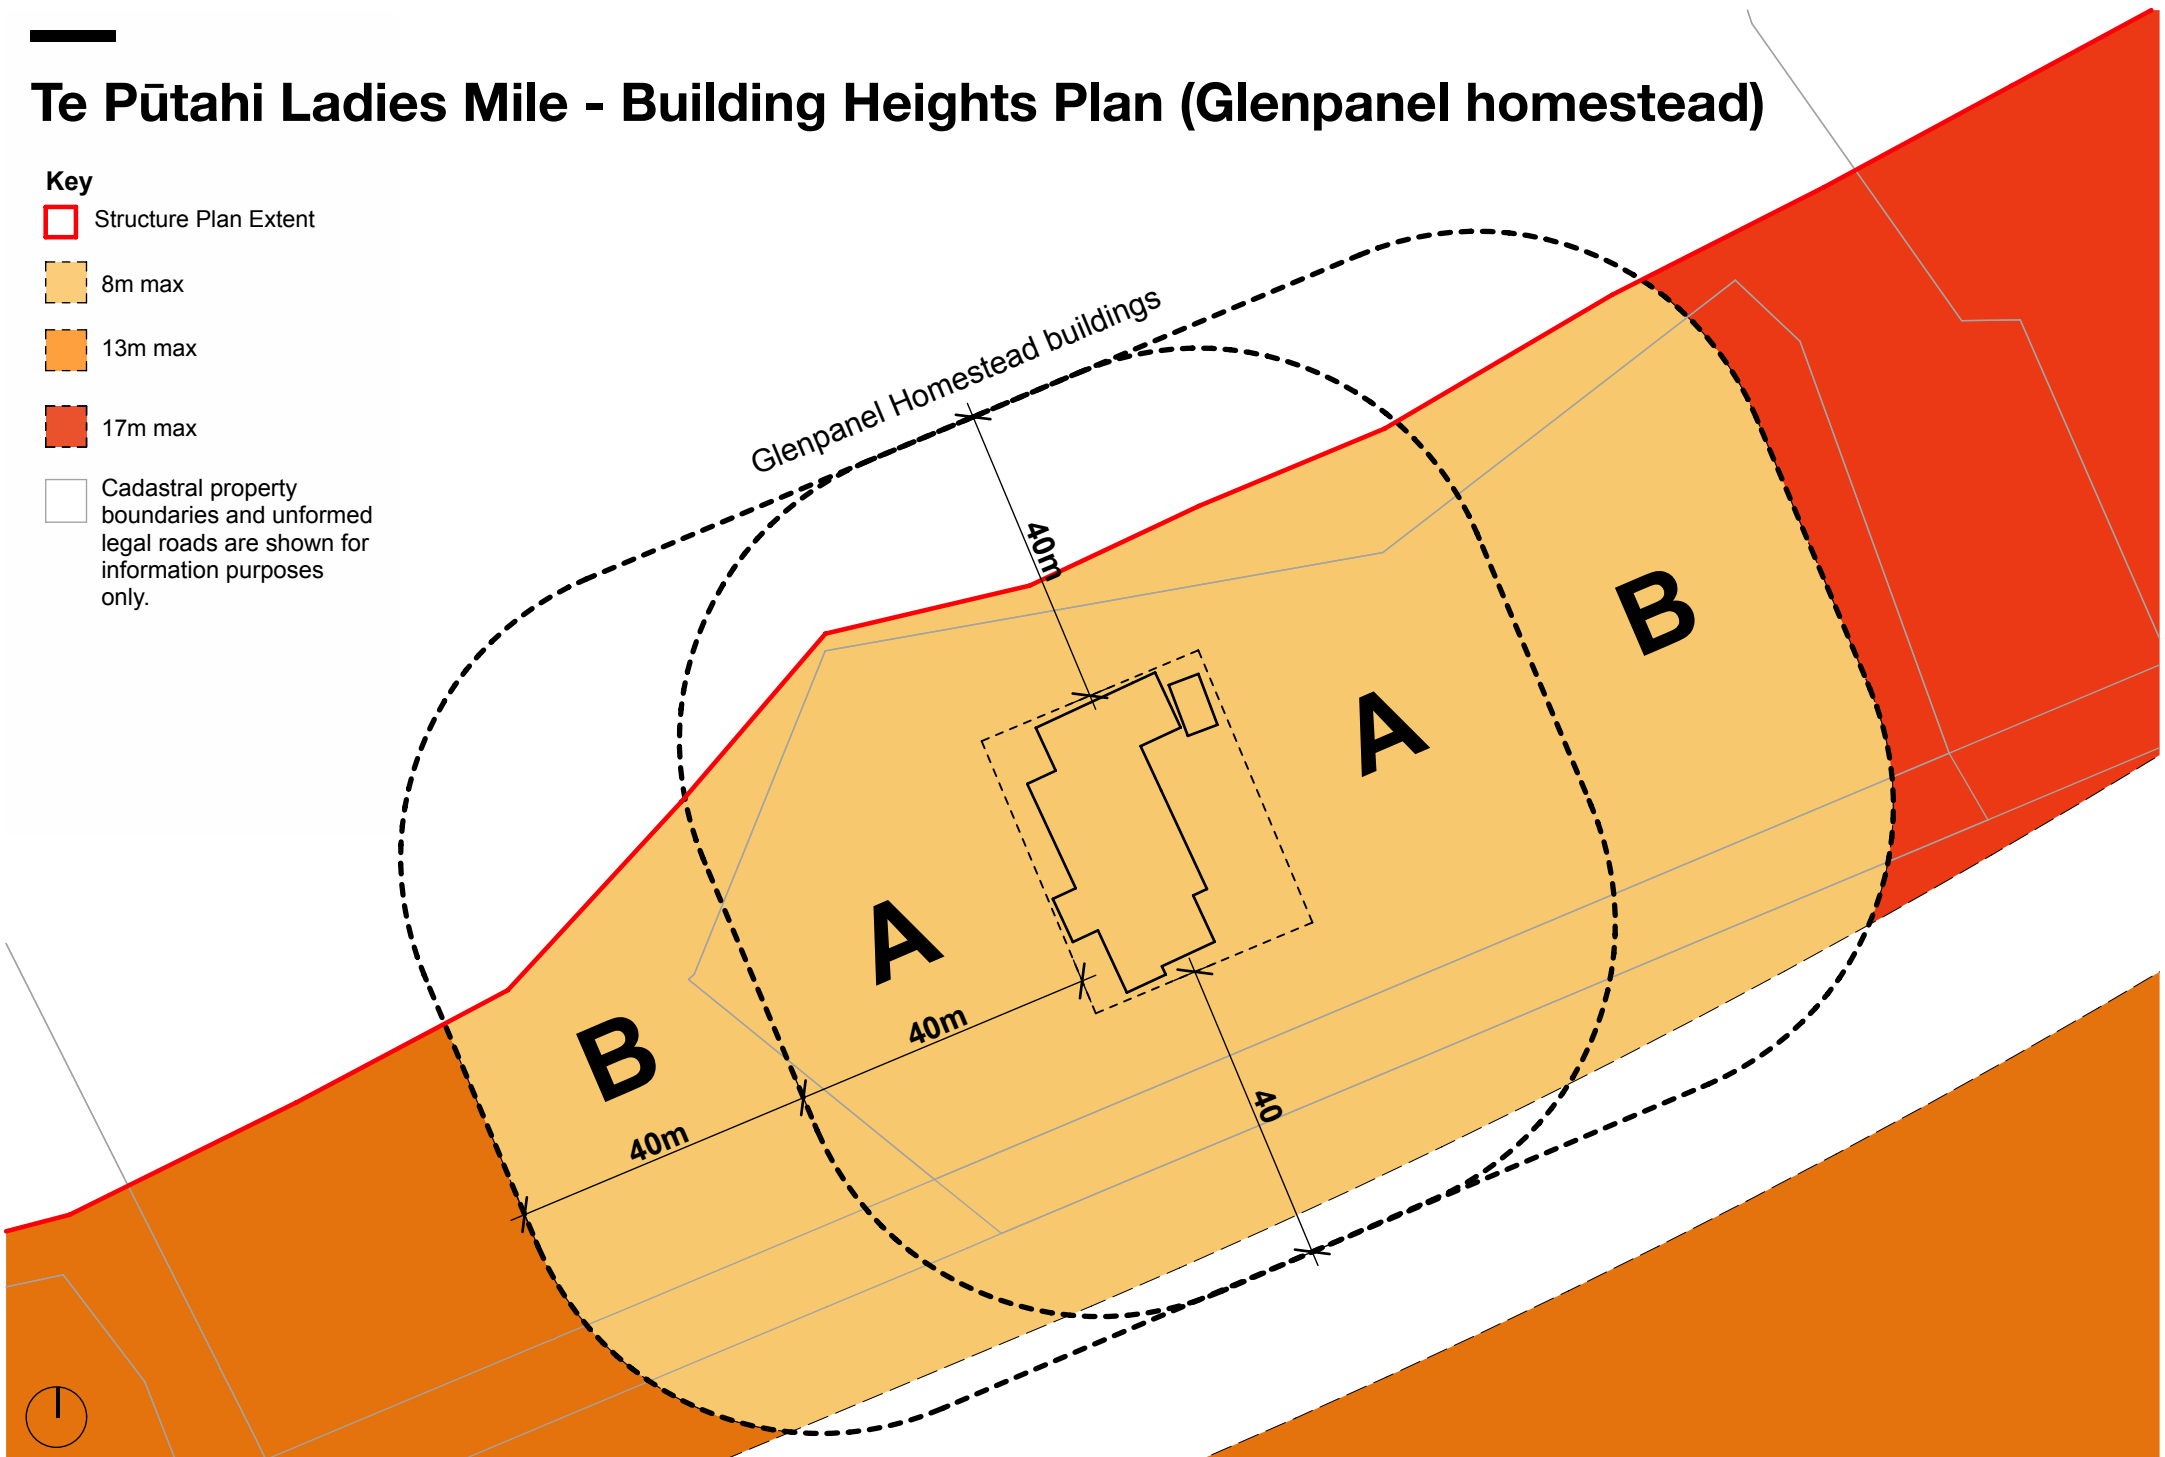 Te Pūtahi Ladies Mile - Building Heights Plan (Glenpanel homestead)
Key
Structure Plan Extent
8m max
13m max
17m max
Cadastral property
boundaries and unformed
legal roads are shown for
information purposes
only.
Glenpanel Homestead buildings
40m
B
A
A
B
40m
40m
40